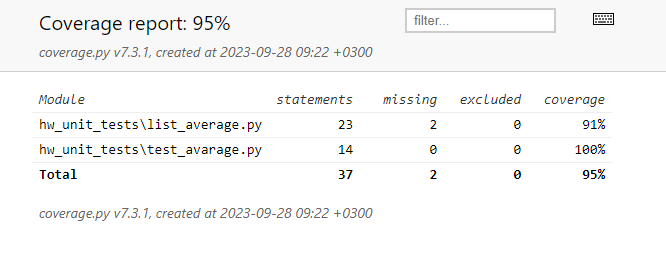 Coverage report: 95%
filter...
coverage.py v7.3.1, created at 2023-09-28 09:22 +0300
Module statements missing excluded coverage
hw_unit_tests\list_average.py 23 2 0 91%
hw_unit_tests\test_avarage.py 14 0 0 100%
Total 37 2 0 95%
coverage.py v7.3.1, created at 2023-09-28 09:22 +0300